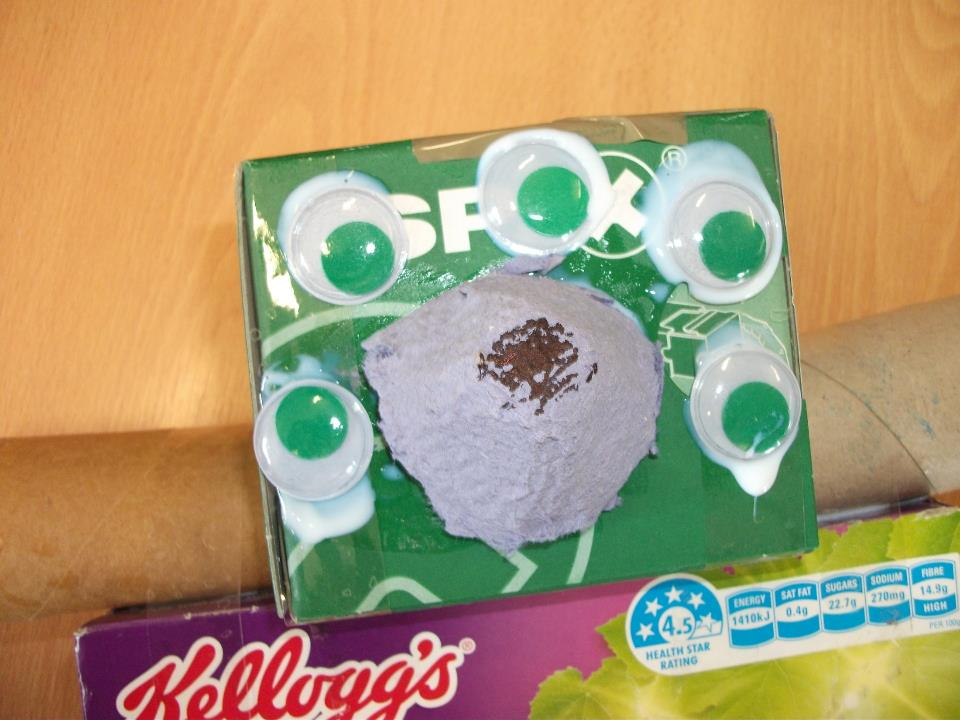 SP X ®
Kellogg's®
4.5
HEALTH STAR
RATING
ENERGY
1410kJ
SAT FAT
0.4g
SUGARS
22.7g
SODIUM
270mg
FIBRE
14.9g
HIGH
PER 100g